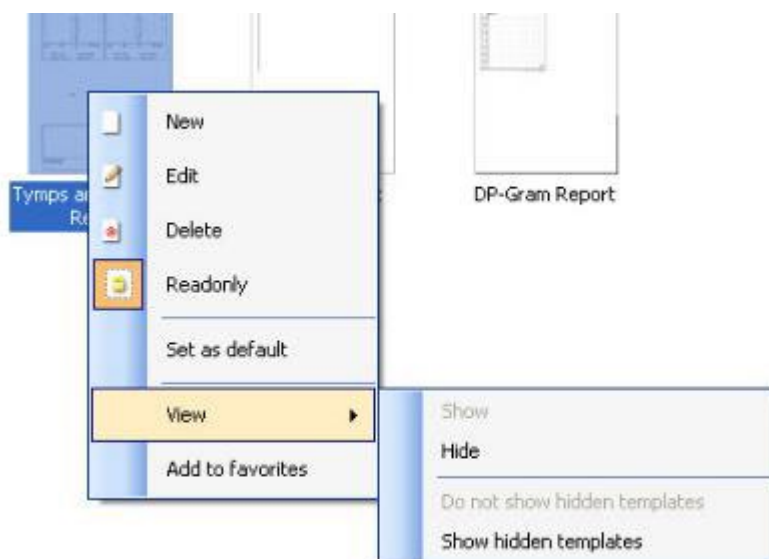 Tymps
DP-Gram Report
New
Edit
Delete
Readonly
Set as default
View
Add to favorites
Show
Hide
Do not show hidden templates
Show hidden templates